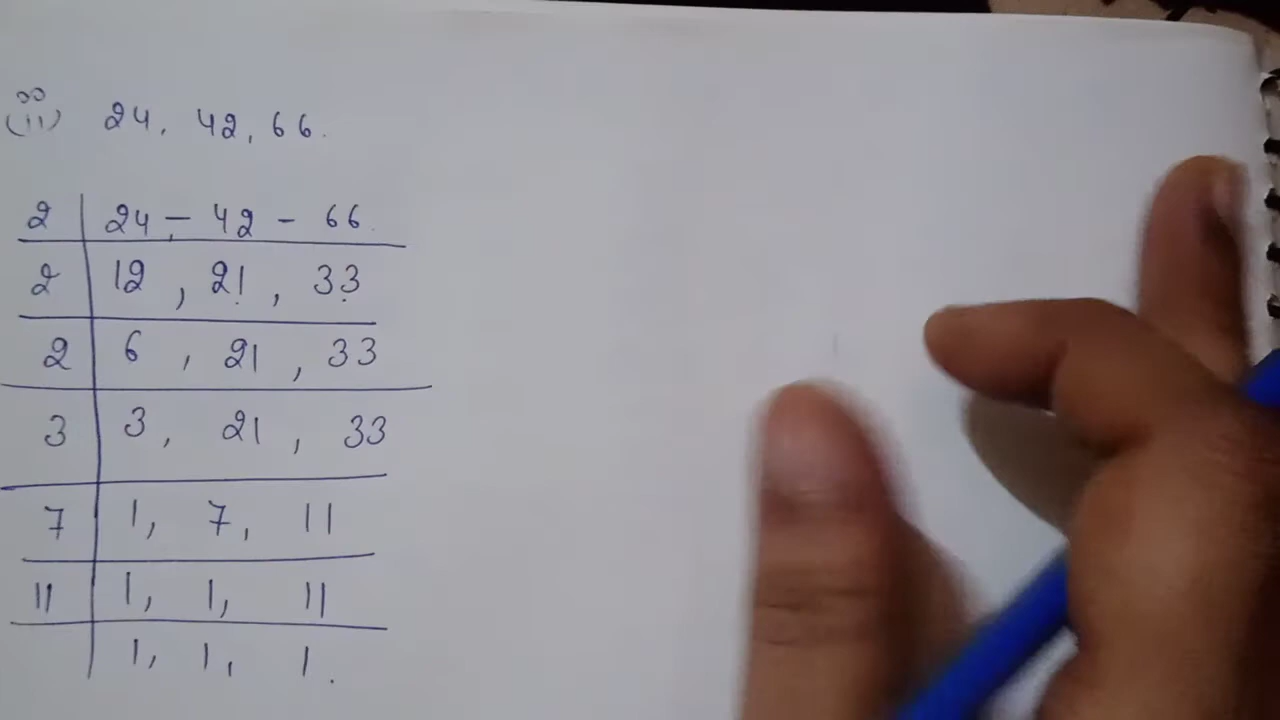 (ii) 24, 42, 66.
2 | 24 - 42 - 66.
2 | 12, 21, 33
2 | 6, 21, 33
3 | 3, 21, 33
7 | 1, 7, 11
11 | 1, 1, 11
| 1, 1, 1.